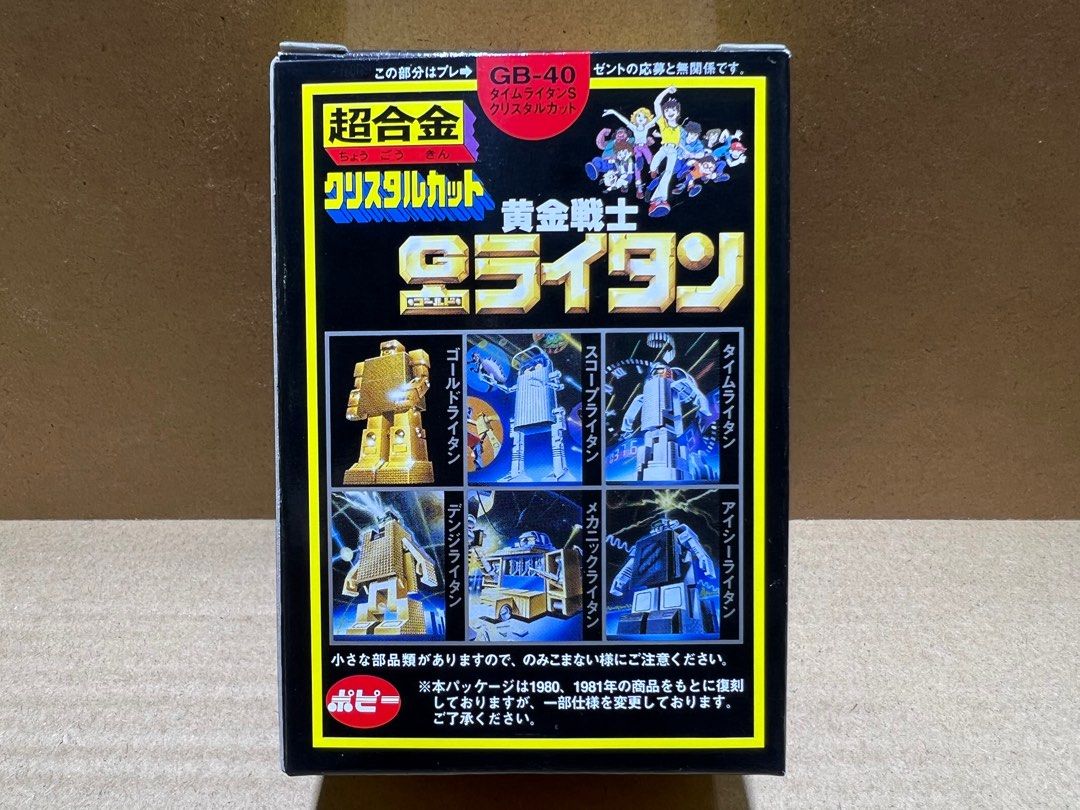 この部分はプレ➡
GB-40
タイムライタンS
クリスタルカット
ゼントの応募と無関係です。
超合金
ちょう ごう きん
クリスタルカット
黄金戦士
Gライタン
ゴールド
ゴールドライタン
スコープライタン
タイムライタン
デンジライタン
メカニックライタン
アイシーライタン
小さな部品類がありますので、のみこまない様にご注意ください。
ポピー
※本パッケージは1980、1981年の商品をもとに復刻
しておりますが、一部仕様を変更しております。
ご了承ください。